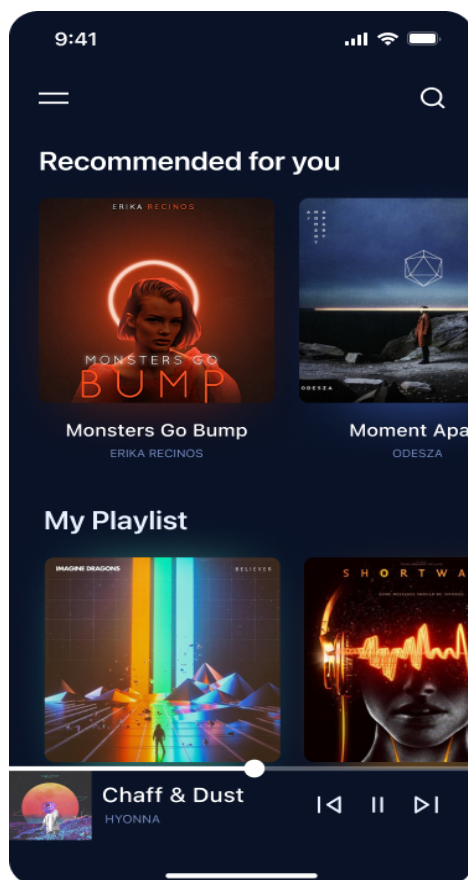 9:41
Recommended for you
ERIKA RECINOS
MONSTERS GO
BUMP
ODESZA
Monsters Go Bump
ERIKA RECINOS
Moment Apa
ODESZA
My Playlist
IMAGINE DRAGONS
BELIEVER
SHORTWA
Chaff & Dust
HYONNA